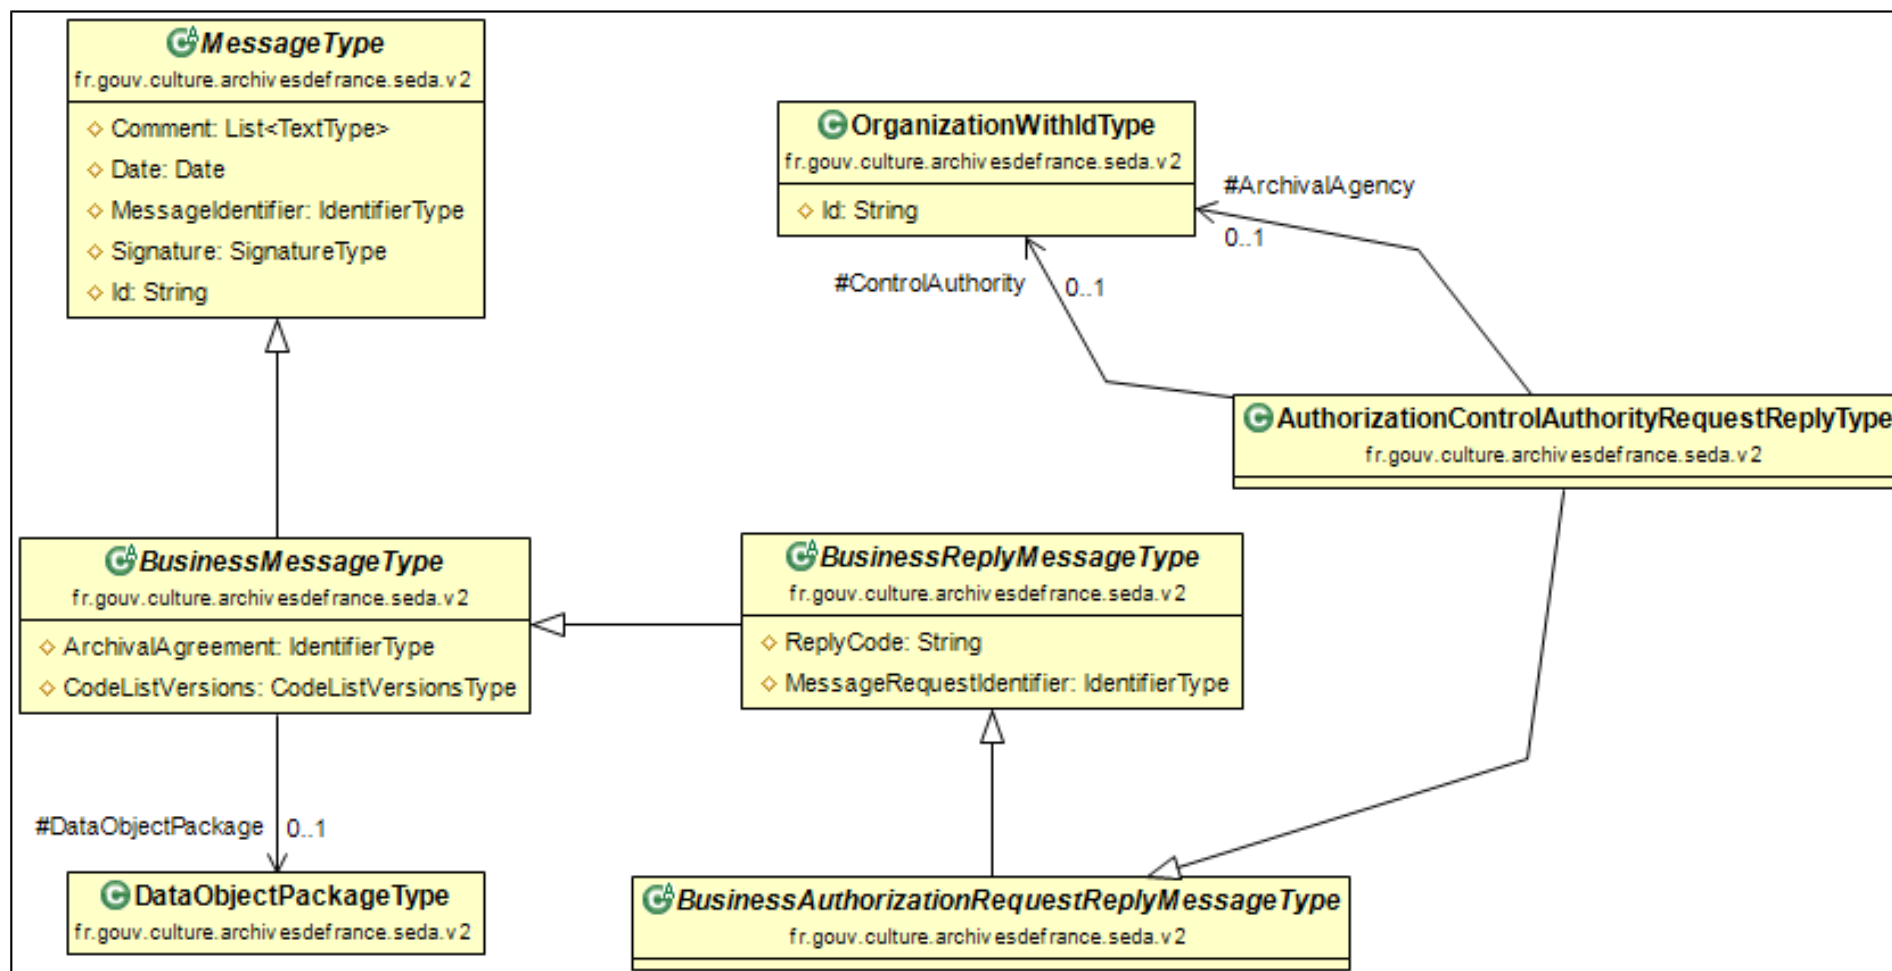 MessageType
fr.gouv.culture.archivesdefrance.seda.v2
Comment: List<TextType>
Date: Date
MessageIdentifier: IdentifierType
Signature: SignatureType
Id: String
OrganizationWithIdType
fr.gouv.culture.archivesdefrance.seda.v2
Id: String
#ArchivalAgency
0..1
#ControlAuthority
0..1
AuthorizationControlAuthorityRequestReplyType
fr.gouv.culture.archivesdefrance.seda.v2
BusinessMessageType
fr.gouv.culture.archivesdefrance.seda.v2
ArchivalAgreement: IdentifierType
CodeListVersions: CodeListVersionsType
BusinessReplyMessageType
fr.gouv.culture.archivesdefrance.seda.v2
ReplyCode: String
MessageRequestIdentifier: IdentifierType
#DataObjectPackage
0..1
DataObjectPackageType
fr.gouv.culture.archivesdefrance.seda.v2
BusinessAuthorizationRequestReplyMessageType
fr.gouv.culture.archivesdefrance.seda.v2